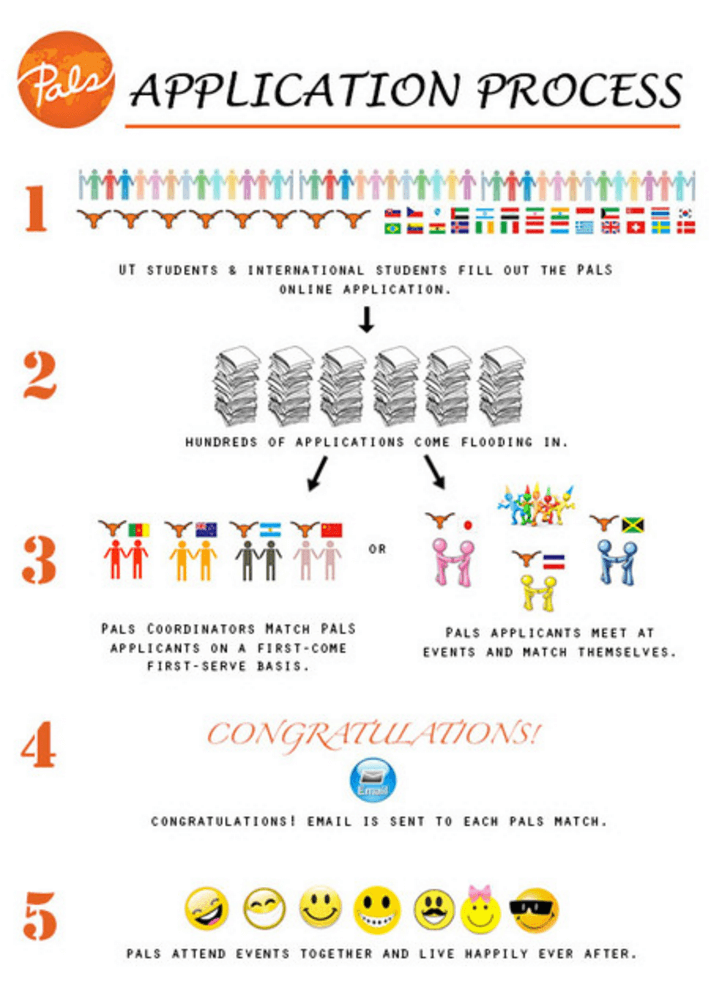 Pals
APPLICATION PROCESS
1
UT STUDENTS & INTERNATIONAL STUDENTS FILL OUT THE PALS
ONLINE APPLICATION.
2
HUNDREDS OF APPLICATIONS COME FLOODING IN.
3
OR
PALS COORDINATORS MATCH PALS
APPLICANTS ON A FIRST-COME
FIRST-SERVE BASIS.
PALS APPLICANTS MEET AT
EVENTS AND MATCH THEMSELVES.
4
CONGRATULATIONS!
Email
CONGRATULATIONS! EMAIL IS SENT TO EACH PALS MATCH.
5
PALS ATTEND EVENTS TOGETHER AND LIVE HAPPILY EVER AFTER.